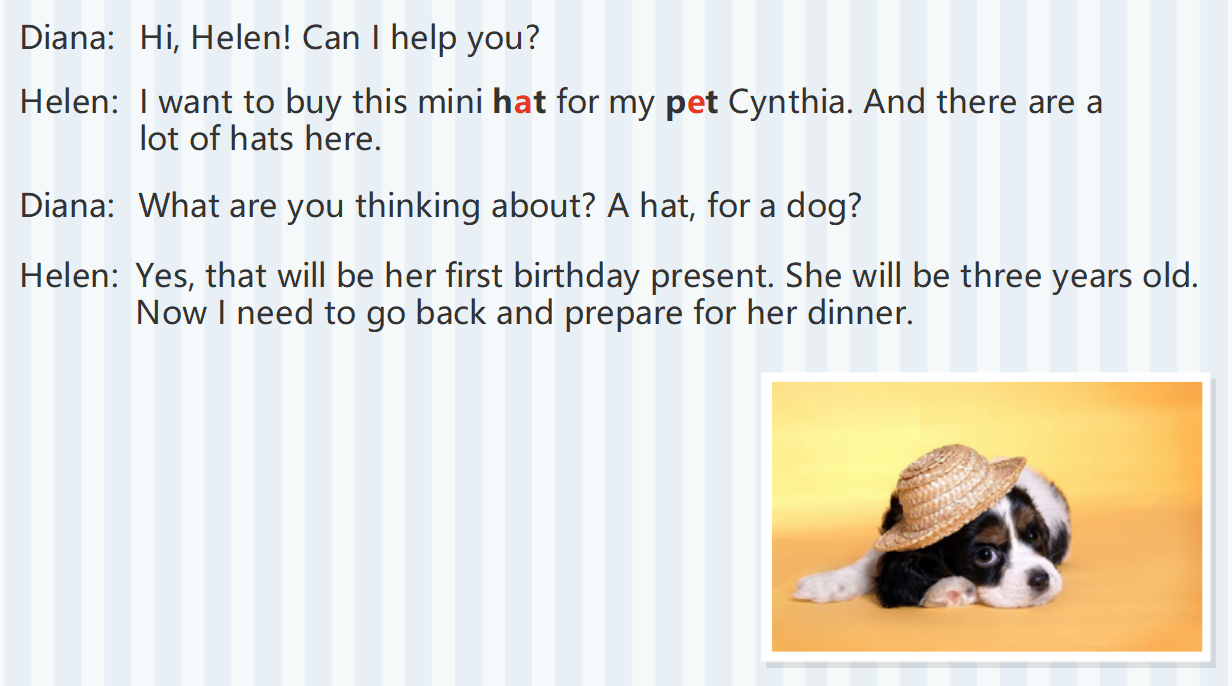 Diana: Hi, Helen! Can I help you?
Helen: I want to buy this mini hat for my pet Cynthia. And there are a
lot of hats here.
Diana: What are you thinking about? A hat, for a dog?
Helen: Yes, that will be her first birthday present. She will be three years old.
Now I need to go back and prepare for her dinner.